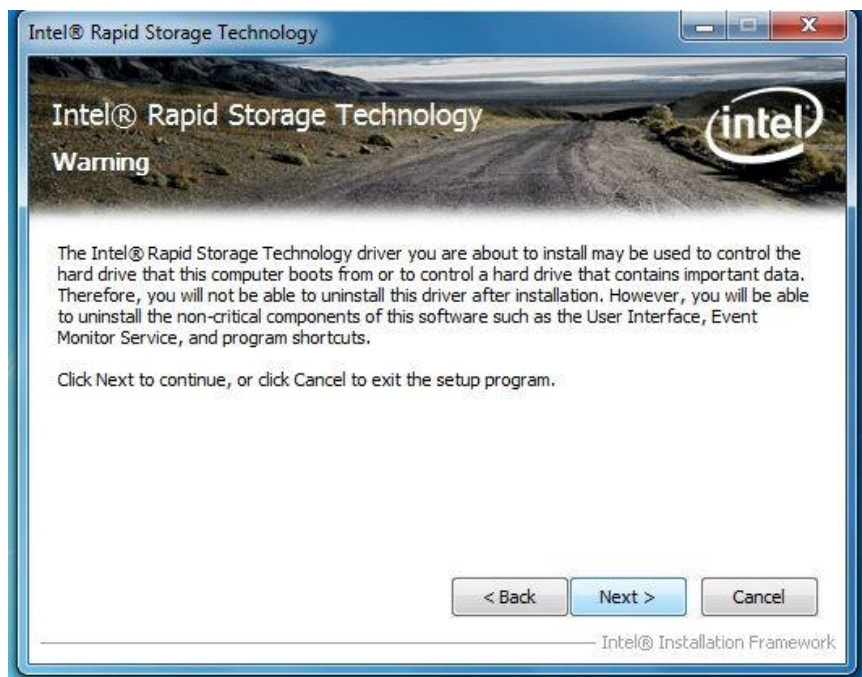 Intel® Rapid Storage Technology
Intel® Rapid Storage Technology
intel
Warning
The Intel® Rapid Storage Technology driver you are about to install may be used to control the
hard drive that this computer boots from or to control a hard drive that contains important data.
Therefore, you will not be able to uninstall this driver after installation. However, you will be able
to uninstall the non-critical components of this software such as the User Interface, Event
Monitor Service, and program shortcuts.
Click Next to continue, or click Cancel to exit the setup program.
< Back Next > Cancel
Intel® Installation Framework